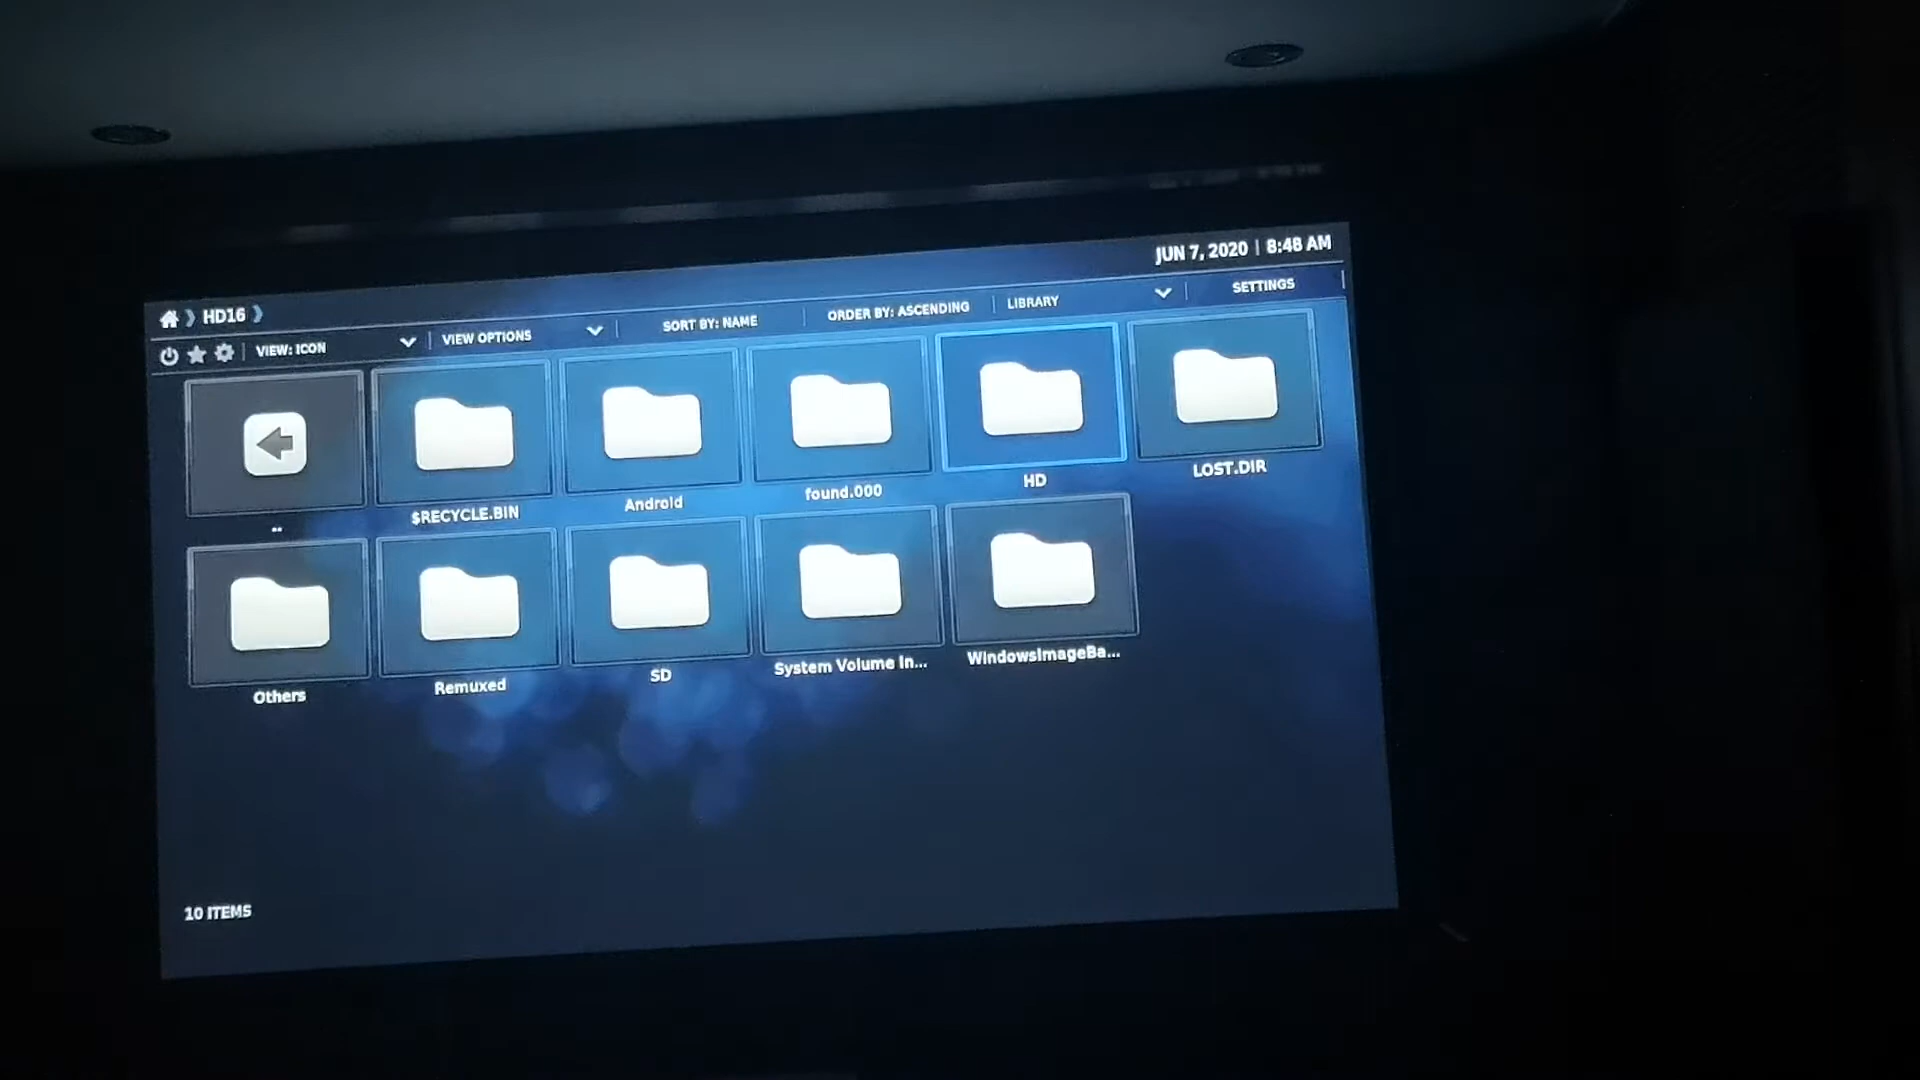 JUN 7, 2020 | 8:48 AM
HD16
VIEW: ICON VIEW OPTIONS SORT BY: NAME ORDER BY: ASCENDING LIBRARY SETTINGS
.. $RECYCLE.BIN Android found.000 HD LOST.DIR
Others Remuxed SD System Volume In... WindowsImageBa...
10 ITEMS